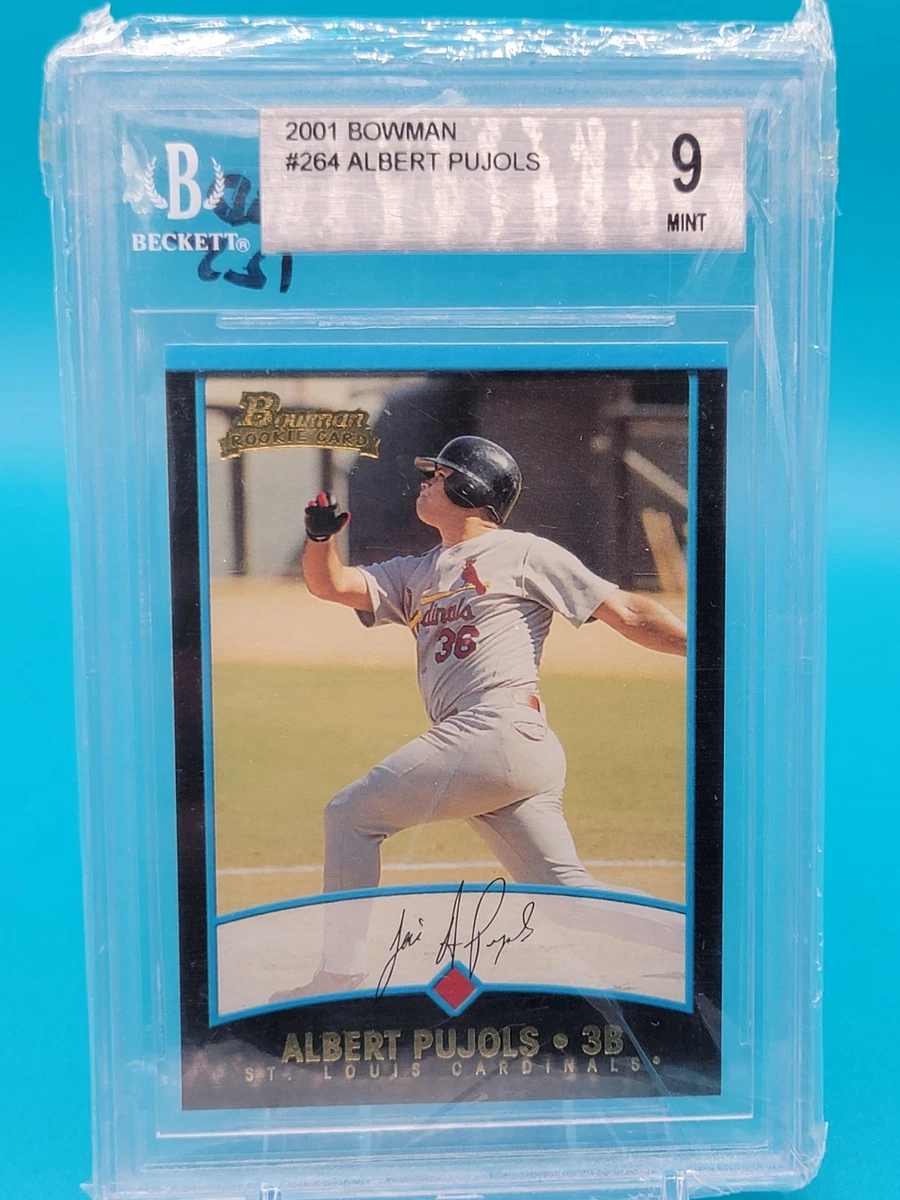 2001 BOWMAN
#264 ALBERT PUJOLS
9
MINT
B
BECKETT®
Bowman
ROOKIE CARD
Cardinals
36
ALBERT PUJOLS • 3B
ST. LOUIS CARDINALS®